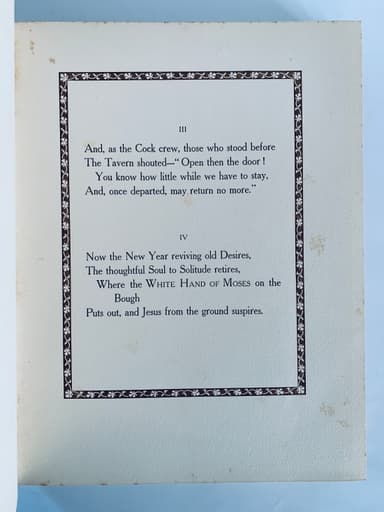 III
And, as the Cock crew, those who stood before
The Tavern shouted—“Open then the door!
You know how little while we have to stay,
And, once departed, may return no more.”
IV
Now the New Year reviving old Desires,
The thoughtful Soul to Solitude retires,
Where the WHITE HAND OF MOSES on the
Bough
Puts out, and Jesus from the ground suspires.